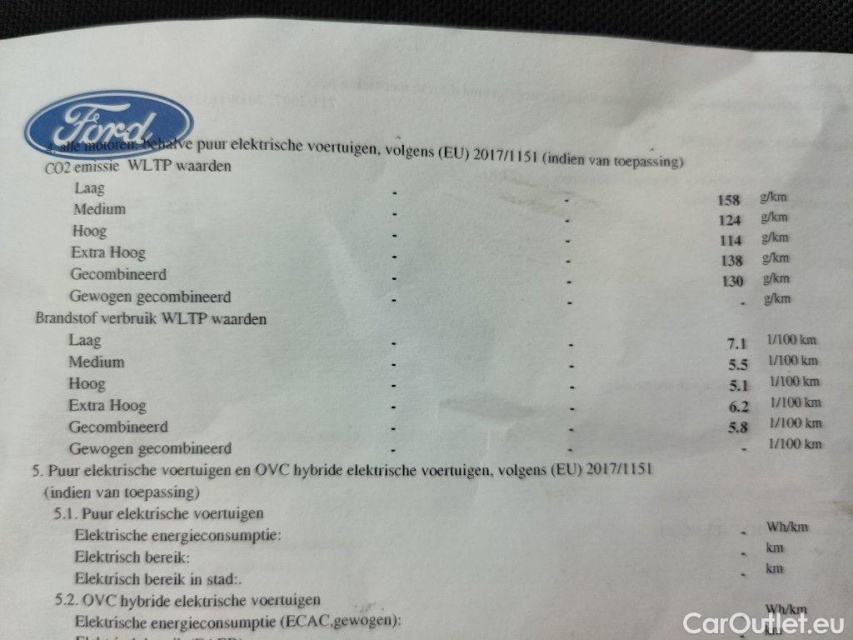 Ford
4. alle motoren, behalve puur elektrische voertuigen, volgens (EU) 2017/1151 (indien van toepassing)
CO2 emissie WLTP waarden
Laag - - 158 g/km
Medium - - 124 g/km
Hoog - - 114 g/km
Extra Hoog - - 138 g/km
Gecombineerd - - 130 g/km
Gewogen gecombineerd - - - g/km
Brandstof verbruik WLTP waarden
Laag - - 7.1 1/100 km
Medium - - 5.5 1/100 km
Hoog - - 5.1 1/100 km
Extra Hoog - - 6.2 1/100 km
Gecombineerd - - 5.8 1/100 km
Gewogen gecombineerd - - - 1/100 km
5. Puur elektrische voertuigen en OVC hybride elektrische voertuigen, volgens (EU) 2017/1151
(indien van toepassing)
5.1. Puur elektrische voertuigen
Elektrische energieconsumptie: - Wh/km
Elektrisch bereik: - km
Elektrisch bereik in stad:. - km
5.2. OVC hybride elektrische voertuigen
Elektrische energieconsumptie (ECAC,gewogen): - Wh/km
CarOutlet.eu